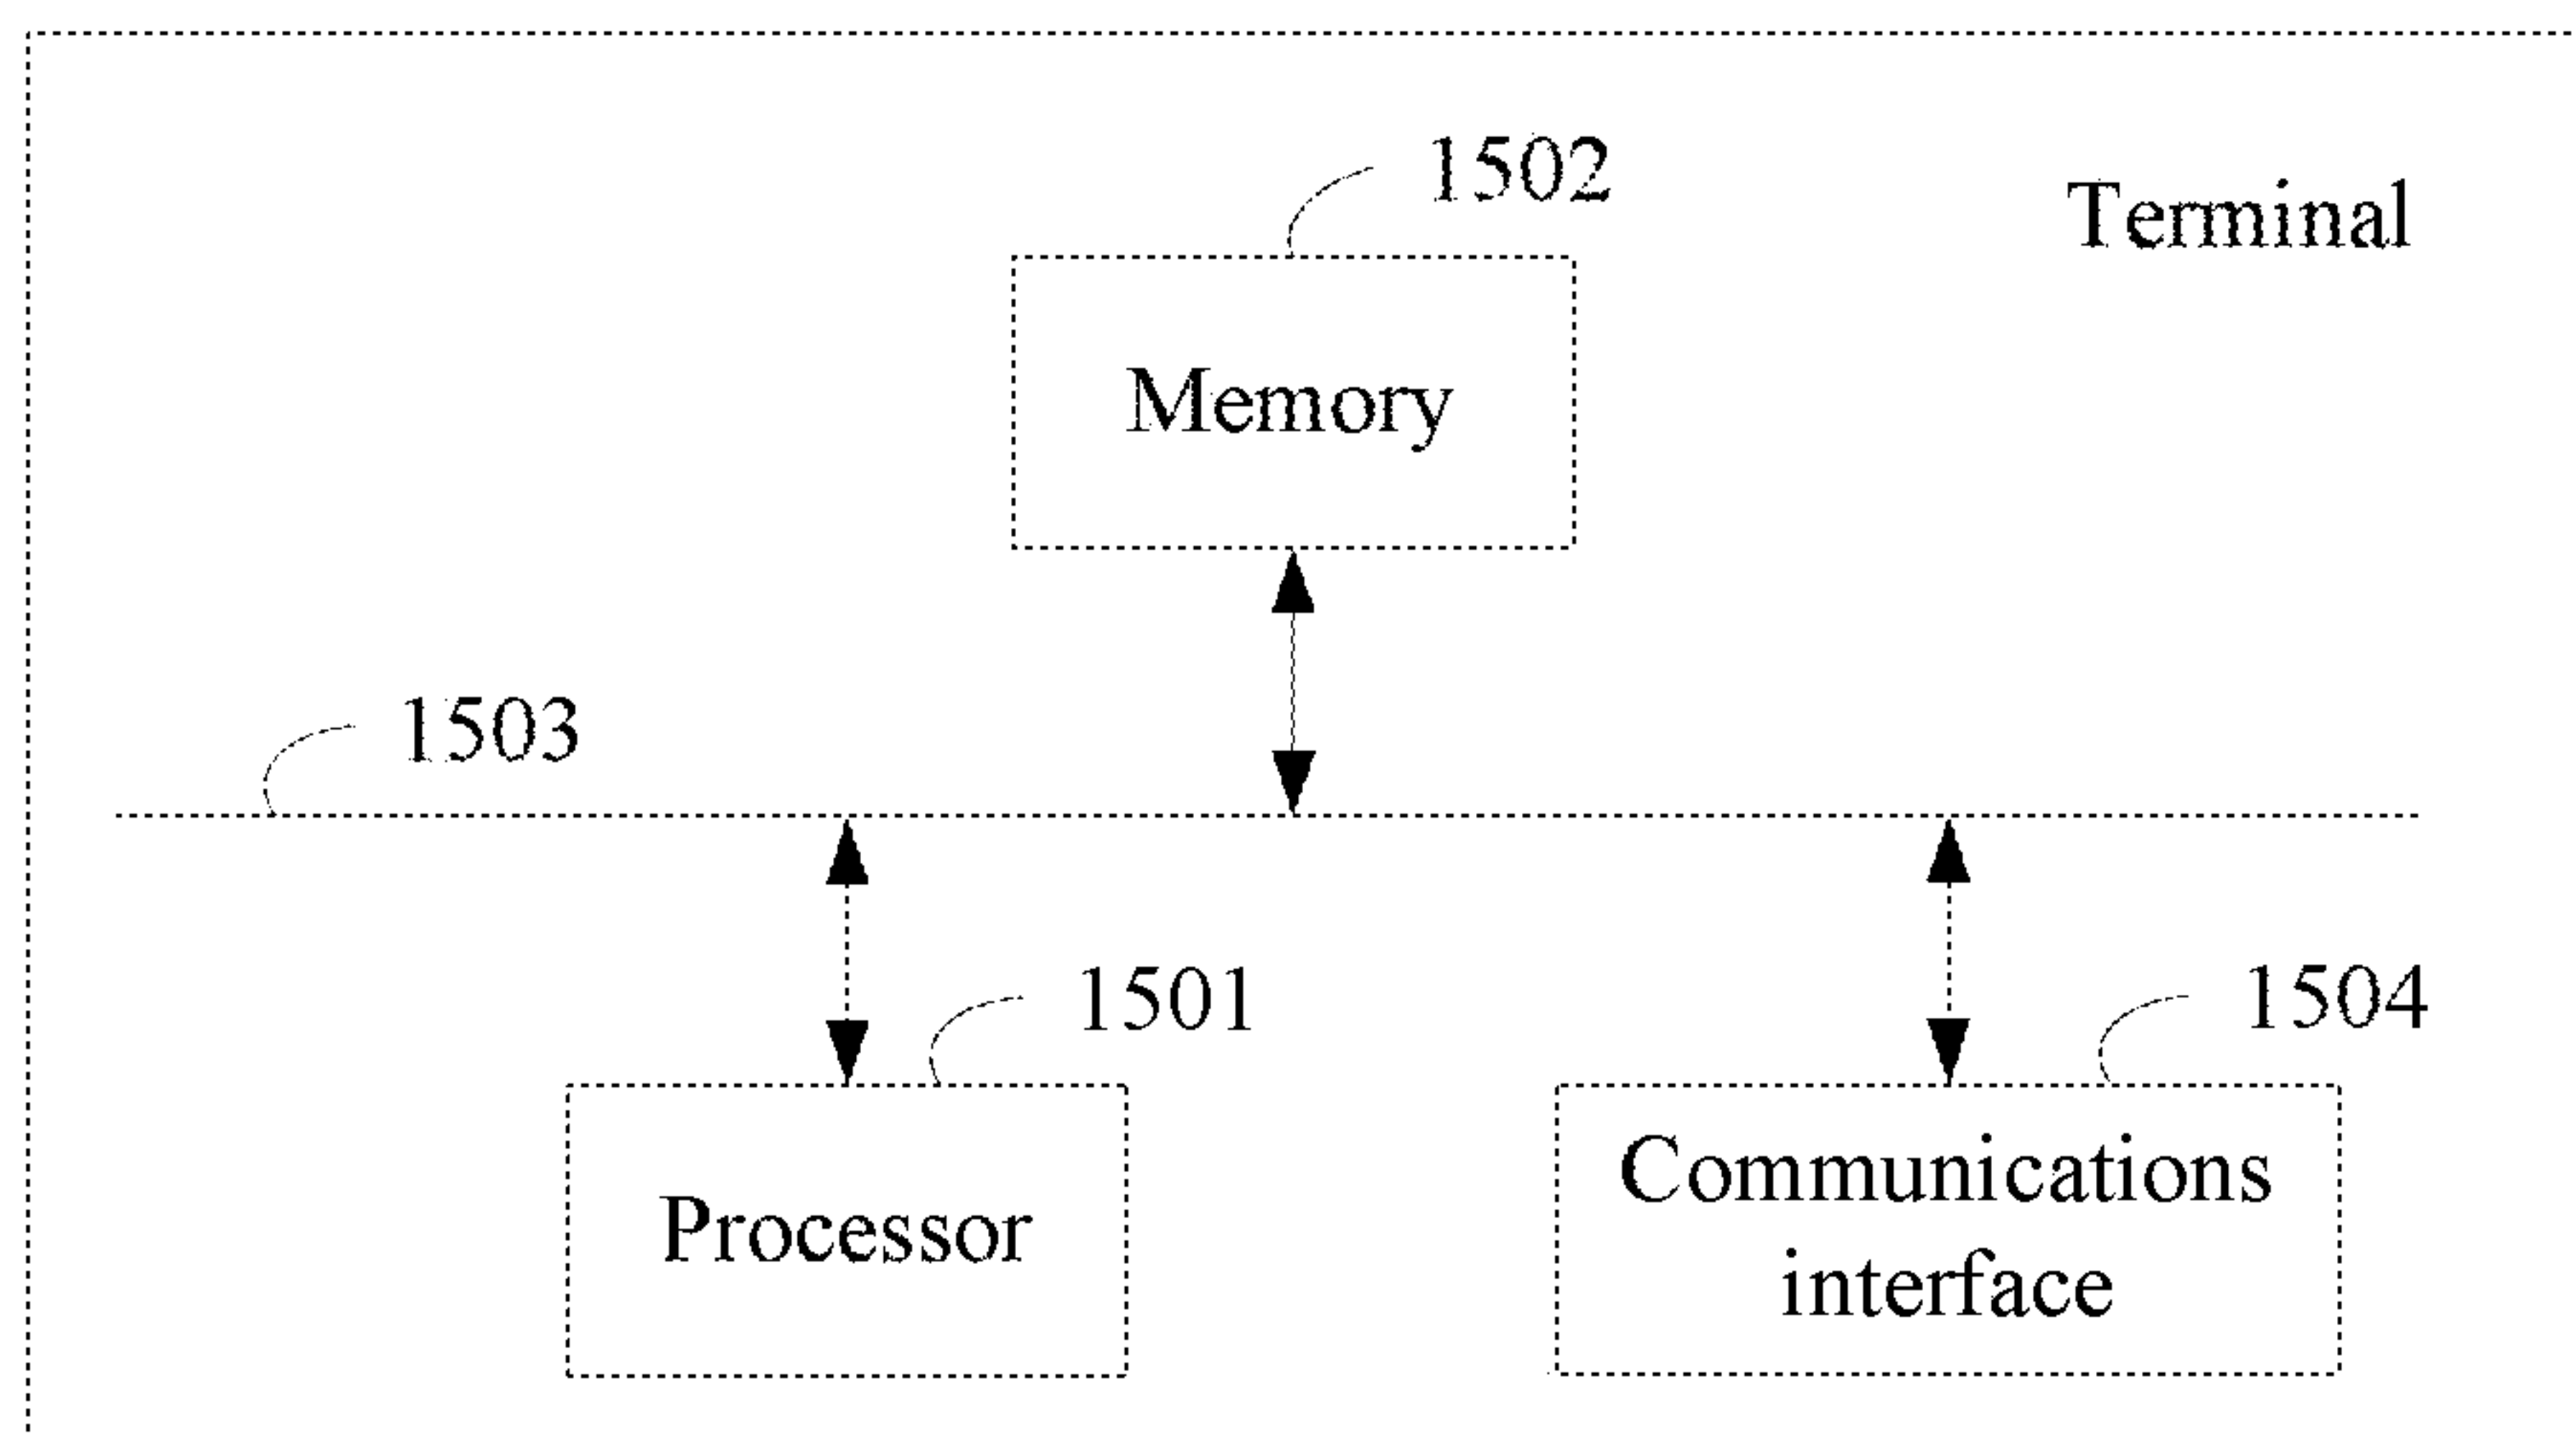 1502
Terminal
Memory
1503
1501
1504
Processor
Communications
interface